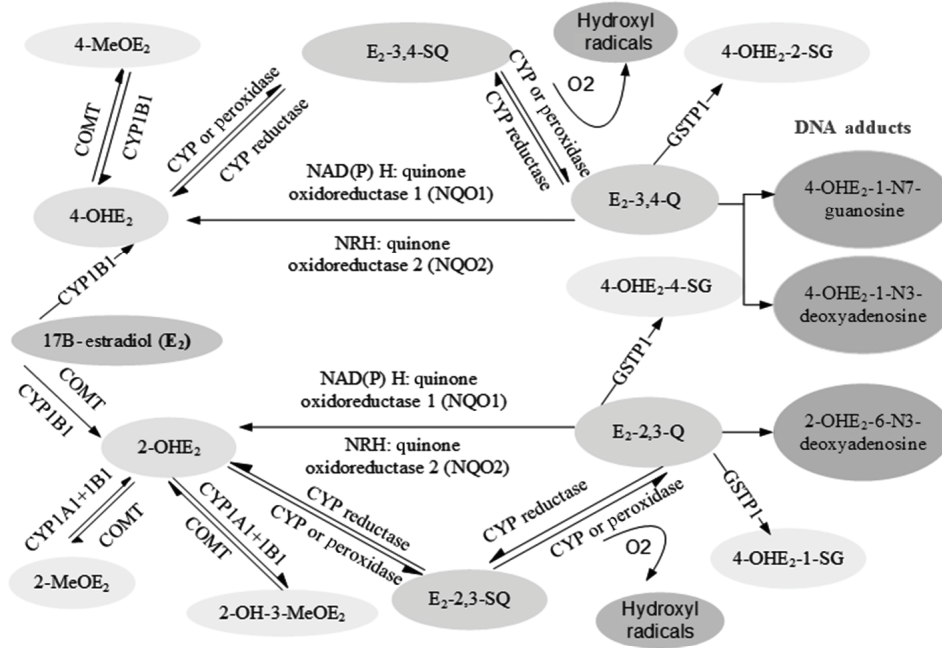 4-MeOE₂
E₂-3,4-SQ
Hydroxyl
radicals
4-OHE₂-2-SG
COMT
CYP1B1
CYP or peroxidase
CYP reductase
CYP or peroxidase
CYP reductase
O2
GSTP1
DNA adducts
NAD(P) H: quinone
oxidoreductase 1 (NQO1)
4-OHE₂
E₂-3,4-Q
4-OHE₂-1-N7-
guanosine
NRH: quinone
oxidoreductase 2 (NQO2)
CYP1B1
4-OHE₂-4-SG
4-OHE₂-1-N3-
deoxyadenosine
17B-estradiol (E₂)
COMT
CYP1B1
NAD(P) H: quinone
oxidoreductase 1 (NQO1)
GSTP1
2-OHE₂
E₂-2,3-Q
2-OHE₂-6-N3-
deoxyadenosine
NRH: quinone
oxidoreductase 2 (NQO2)
CYP1A1+1B1
COMT
CYP1A1+1B1
COMT
CYP reductase
CYP or peroxidase
CYP reductase
CYP or peroxidase
GSTP1
O2
2-MeOE₂
2-OH-3-MeOE₂
E₂-2,3-SQ
4-OHE₂-1-SG
Hydroxyl
radicals